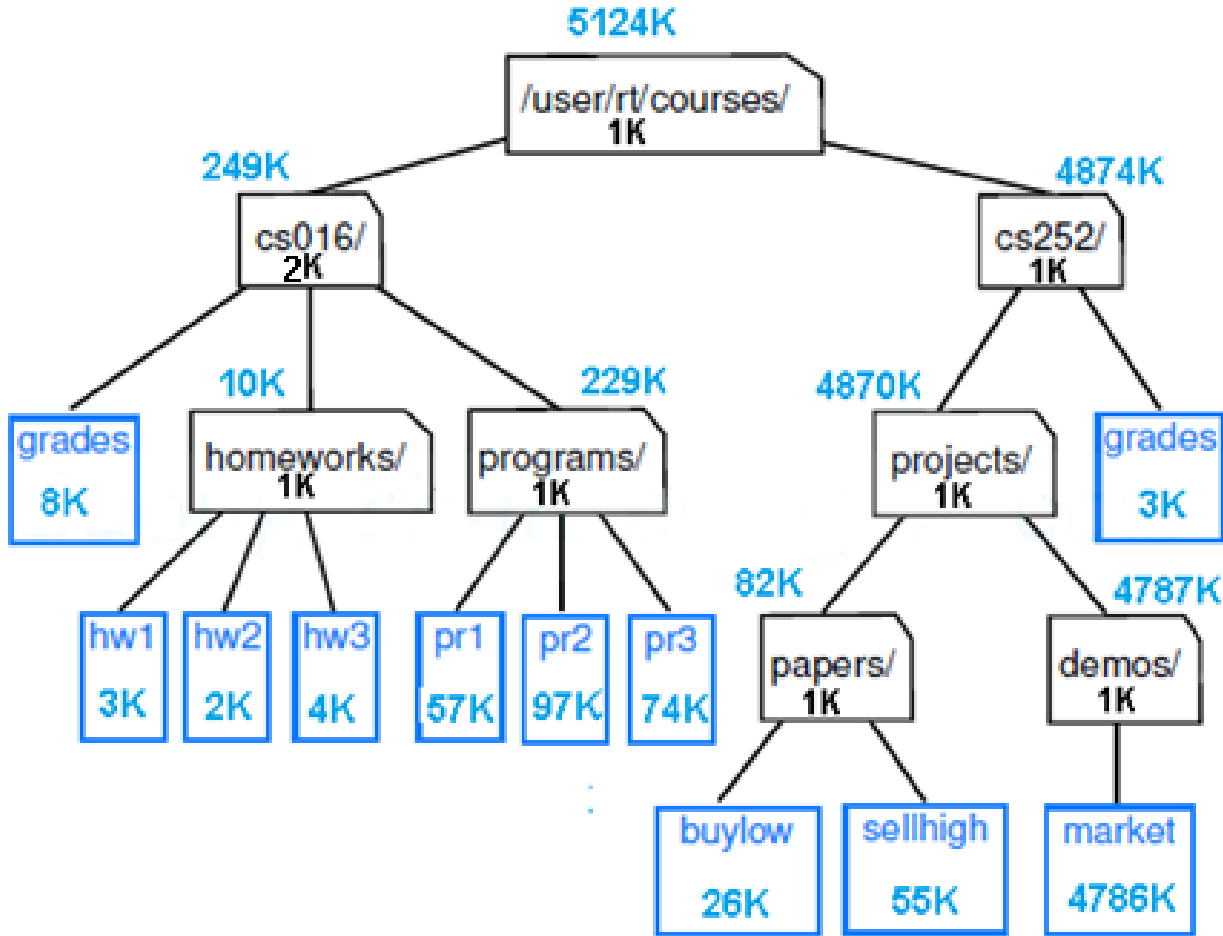 5124K
/user/rt/courses/
1K
249K
4874K
cs016/
2K
cs252/
1K
10K
229K
4870K
grades
8K
homeworks/
1K
programs/
1K
projects/
1K
grades
3K
82K
4787K
hw1
3K
hw2
2K
hw3
4K
pr1
57K
pr2
97K
pr3
74K
papers/
1K
demos/
1K
buylow
26K
sellhigh
55K
market
4786K